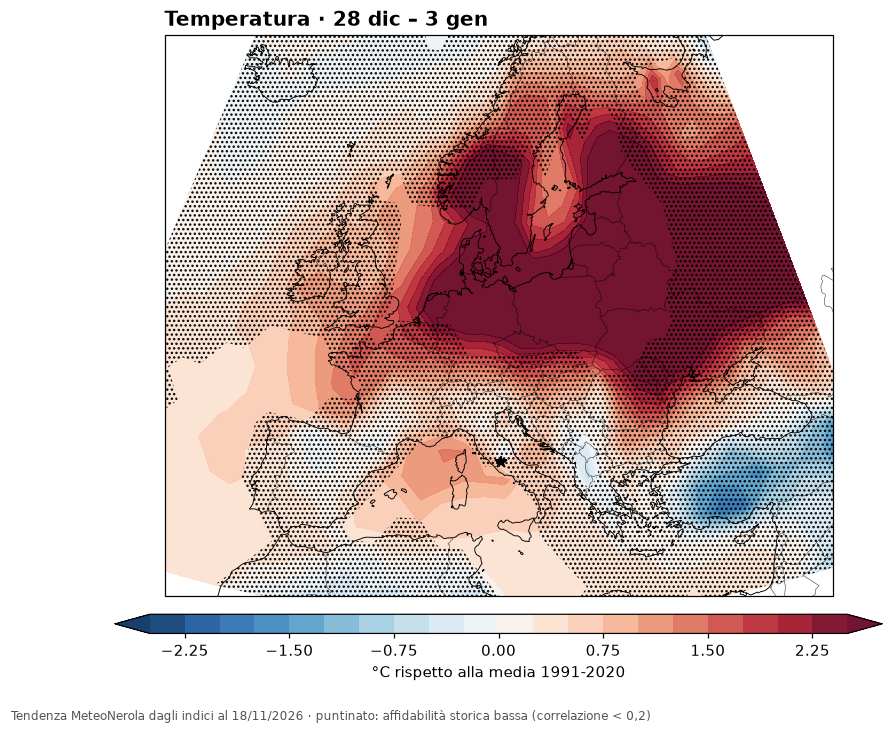 Temperatura · 28 dic – 3 gen
−2.25 −1.50 −0.75 0.00 0.75 1.50 2.25
°C rispetto alla media 1991-2020
Tendenza MeteoNerola dagli indici al 18/11/2026 · puntinato: affidabilità storica bassa (correlazione < 0,2)